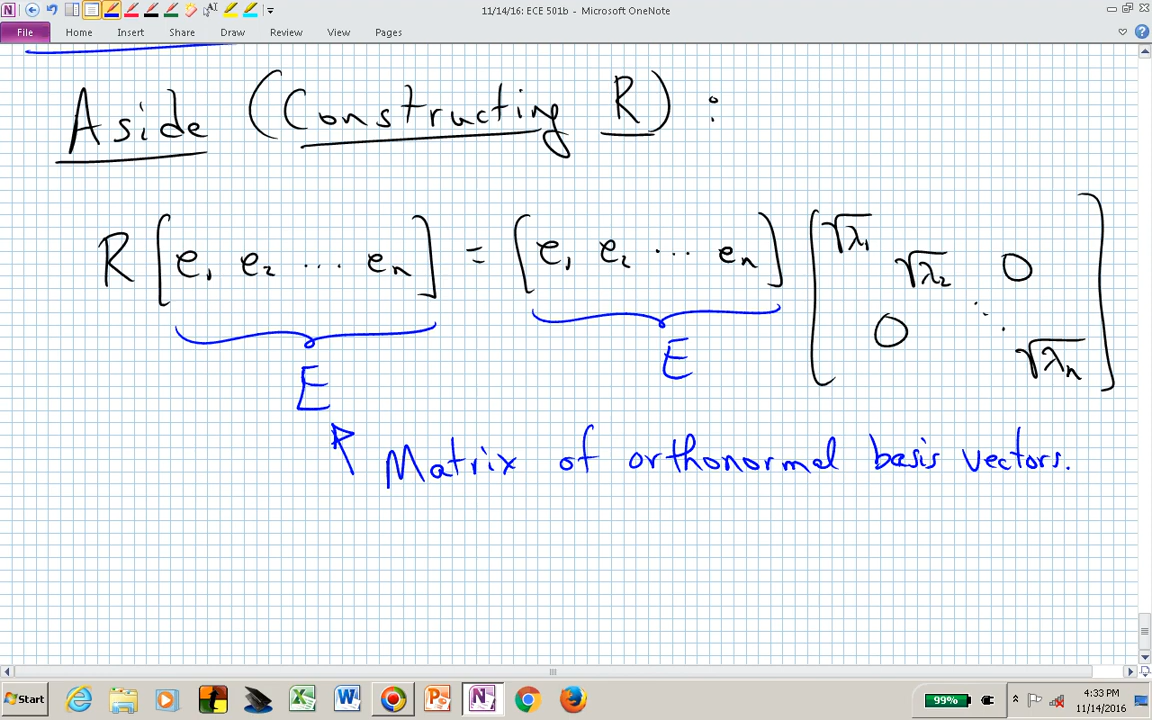 11/14/16: ECE 501b - Microsoft OneNote
File Home Insert Share Draw Review View Pages
Aside (Constructing R):
R [e₁ e₂ ... eₙ] = [e₁ e₂ ... eₙ] [√λ₁ √λ₂ 0 0 ⋱ √λₙ]
E E
Matrix of orthonormal basis vectors.
Start 99% 4:33 PM
11/14/2016